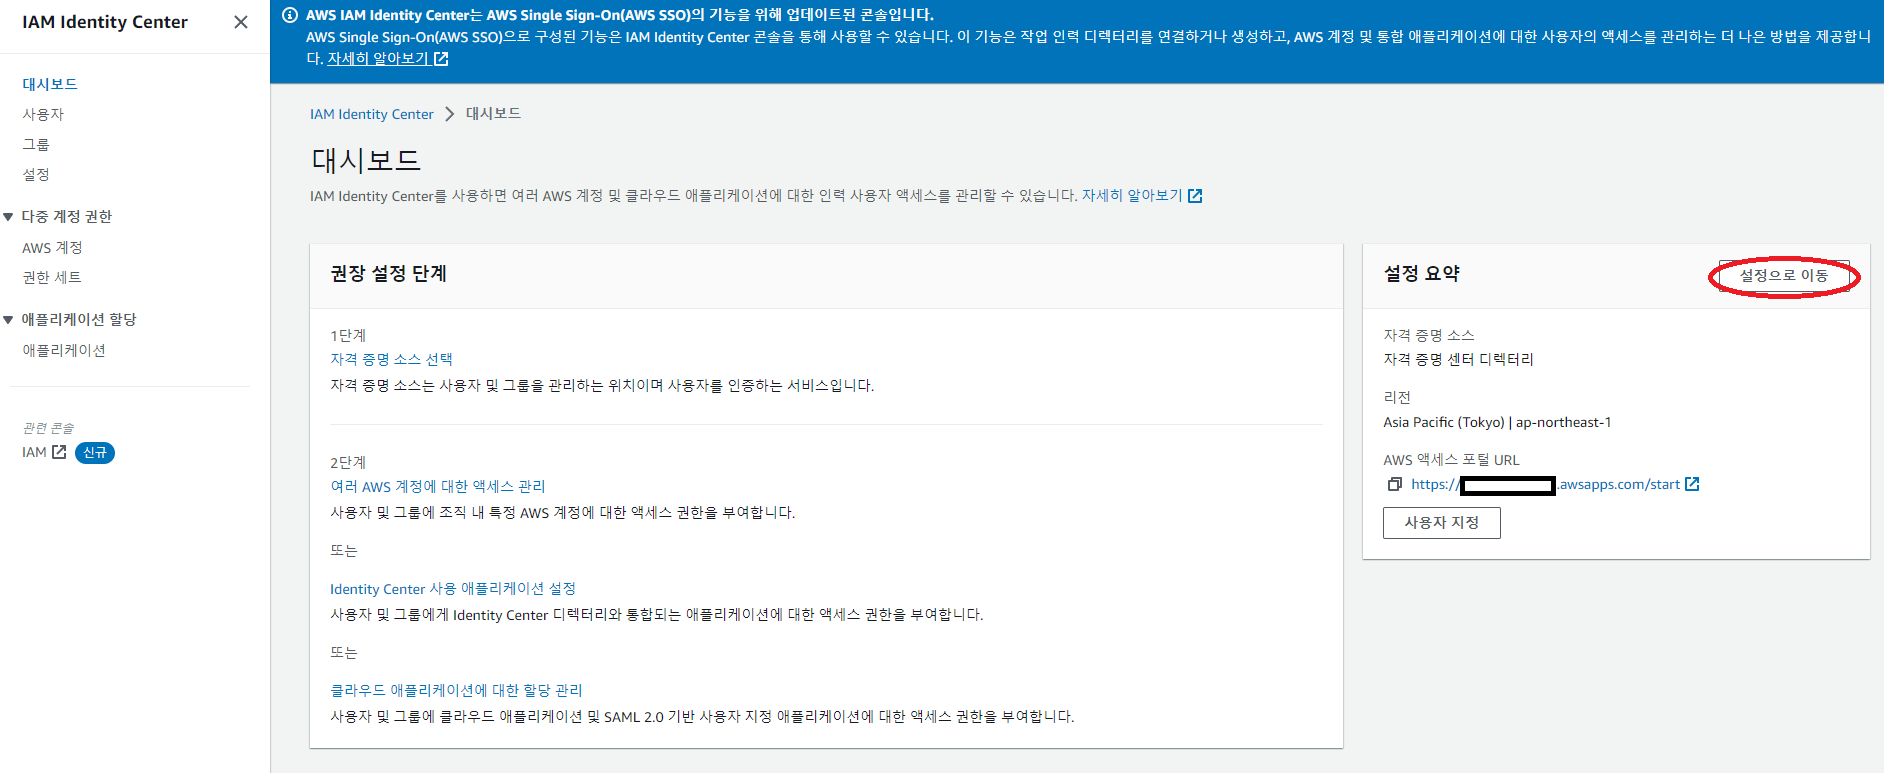 IAM Identity Center
대시보드
사용자
그룹
설정
다중 계정 권한
AWS 계정
권한 세트
애플리케이션 할당
애플리케이션
관련 콘솔
IAM 신규
AWS IAM Identity Center는 AWS Single Sign-On(AWS SSO)의 기능을 위해 업데이트된 콘솔입니다.
AWS Single Sign-On(AWS SSO)으로 구성된 기능은 IAM Identity Center 콘솔을 통해 사용할 수 있습니다. 이 기능은 작업 인력 디렉터리를 연결하거나 생성하고, AWS 계정 및 통합 애플리케이션에 대한 사용자의 액세스를 관리하는 더 나은 방법을 제공합니
다. 자세히 알아보기
IAM Identity Center 대시보드
대시보드
IAM Identity Center를 사용하면 여러 AWS 계정 및 클라우드 애플리케이션에 대한 인력 사용자 액세스를 관리할 수 있습니다. 자세히 알아보기
권장 설정 단계
1단계
자격 증명 소스 선택
자격 증명 소스는 사용자 및 그룹을 관리하는 위치이며 사용자를 인증하는 서비스입니다.
2단계
여러 AWS 계정에 대한 액세스 관리
사용자 및 그룹에 조직 내 특정 AWS 계정에 대한 액세스 권한을 부여합니다.
또는
Identity Center 사용 애플리케이션 설정
사용자 및 그룹에게 Identity Center 디렉터리와 통합되는 애플리케이션에 대한 액세스 권한을 부여합니다.
또는
클라우드 애플리케이션에 대한 할당 관리
사용자 및 그룹에 클라우드 애플리케이션 및 SAML 2.0 기반 사용자 지정 애플리케이션에 대한 액세스 권한을 부여합니다.
설정 요약
설정으로 이동
자격 증명 소스
자격 증명 센터 디렉터리
리전
Asia Pacific (Tokyo) | ap-northeast-1
AWS 액세스 포털 URL
https:// .awsapps.com/start
사용자 지정